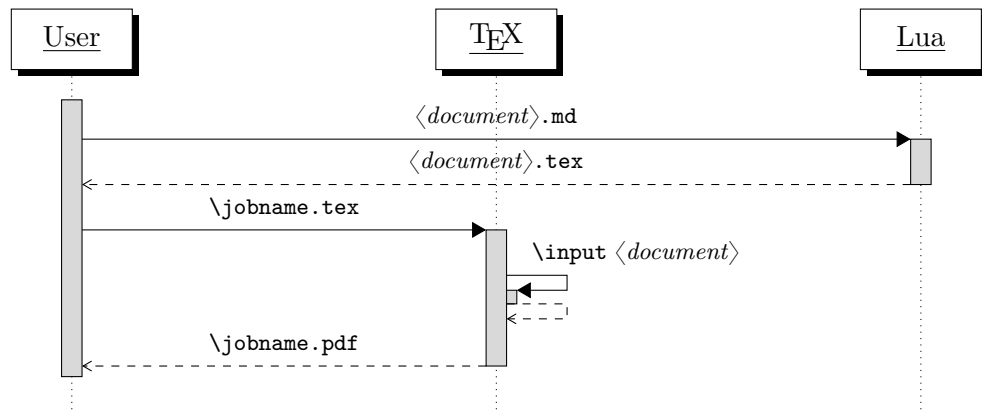 User
TEX
Lua
⟨document⟩.md
⟨document⟩.tex
\jobname.tex
\input ⟨document⟩
\jobname.pdf